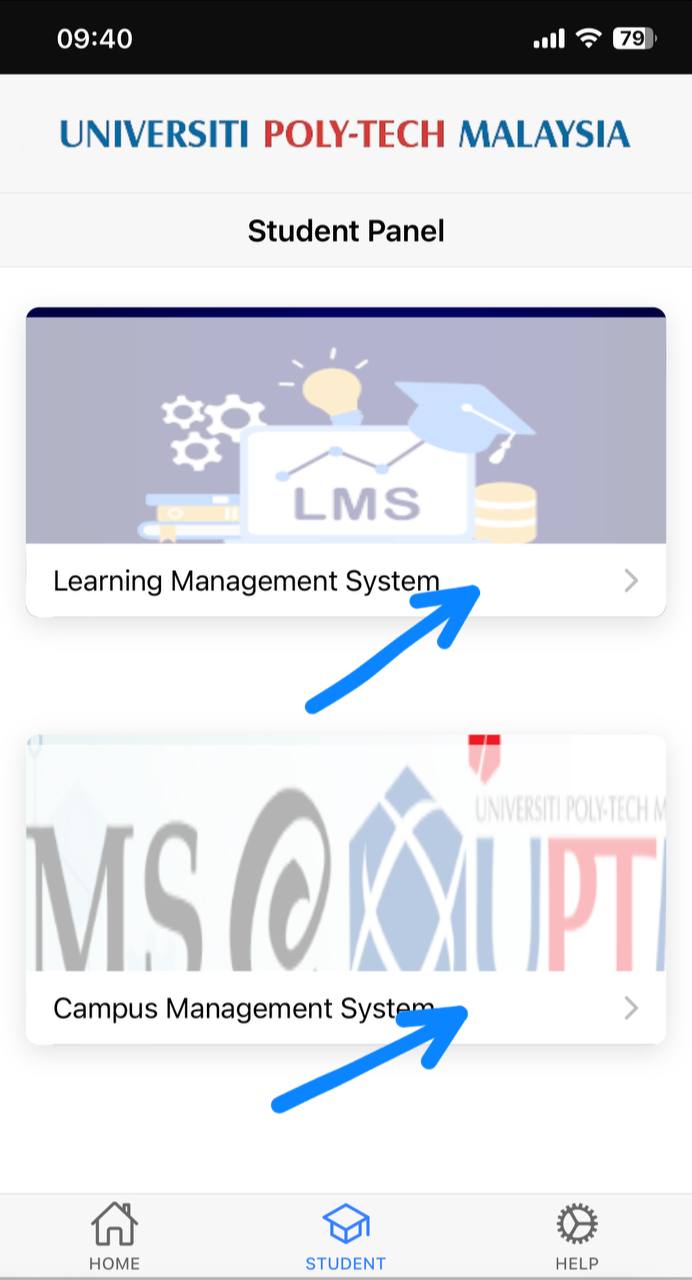 09:40
79
UNIVERSITI POLY-TECH MALAYSIA
Student Panel
LMS
Learning Management System
UNIVERSITI POLY-TECH M
MS
UPT
Campus Management System
HOME
STUDENT
HELP